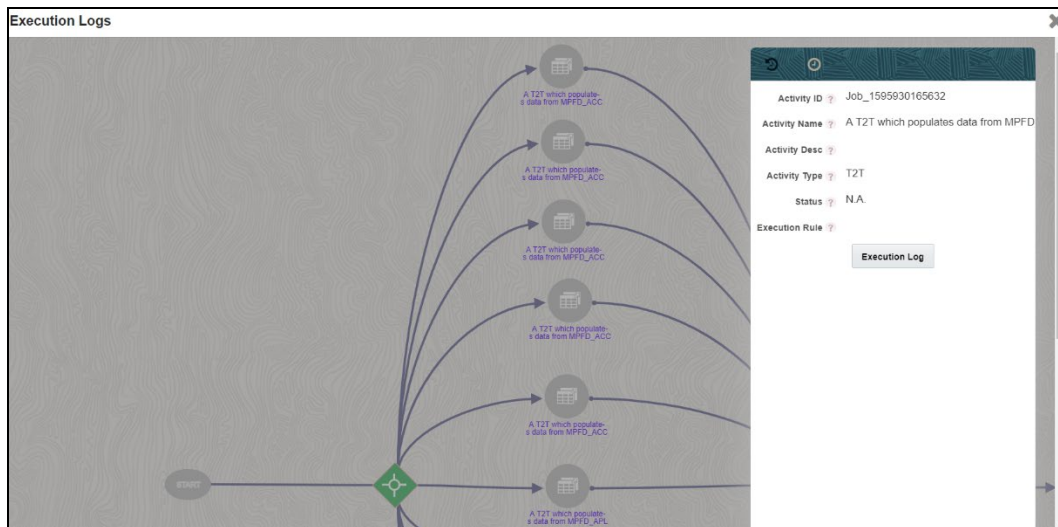 Execution Logs
A T2T which populate-
s data from MPFD_ACC
A T2T which populate-
s data from MPFD_ACC
A T2T which populate-
s data from MPFD_ACC
A T2T which populate-
s data from MPFD_ACC
A T2T which populate-
s data from MPFD_ACC
START
A T2T which populate-
s data from MPFD_APL
Activity ID ? Job_1595930165632
Activity Name ? A T2T which populates data from MPFD
Activity Desc ?
Activity Type ? T2T
Status ? N.A.
Execution Rule ?
Execution Log